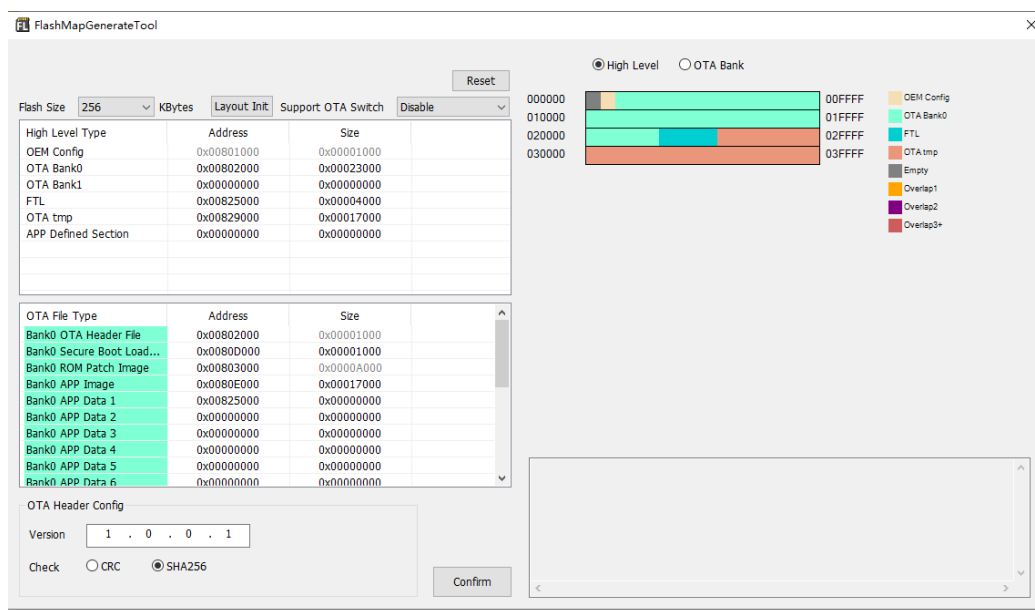 FlashMapGenerateTool
Reset
Flash Size 256 KBytes Layout Init Support OTA Switch Disable
High Level Type Address Size
OEM Config 0x00801000 0x00001000
OTA Bank0 0x00802000 0x00023000
OTA Bank1 0x00000000 0x00000000
FTL 0x00825000 0x00004000
OTA tmp 0x00829000 0x00017000
APP Defined Section 0x00000000 0x00000000
OTA File Type Address Size
Bank0 OTA Header File 0x00802000 0x00001000
Bank0 Secure Boot Load... 0x0080D000 0x00001000
Bank0 ROM Patch Image 0x00803000 0x0000A000
Bank0 APP Image 0x0080E000 0x00017000
Bank0 APP Data 1 0x00825000 0x00000000
Bank0 APP Data 2 0x00000000 0x00000000
Bank0 APP Data 3 0x00000000 0x00000000
Bank0 APP Data 4 0x00000000 0x00000000
Bank0 APP Data 5 0x00000000 0x00000000
Bank0 APP Data 6 0x00000000 0x00000000
OTA Header Config
Version 1 . 0 . 0 . 1
Check CRC SHA256
Confirm
High Level OTA Bank
000000 00FFFF
010000 01FFFF
020000 02FFFF
030000 03FFFF
OEM Config
OTA Bank0
FTL
OTA tmp
Empty
Overlap1
Overlap2
Overlap3+